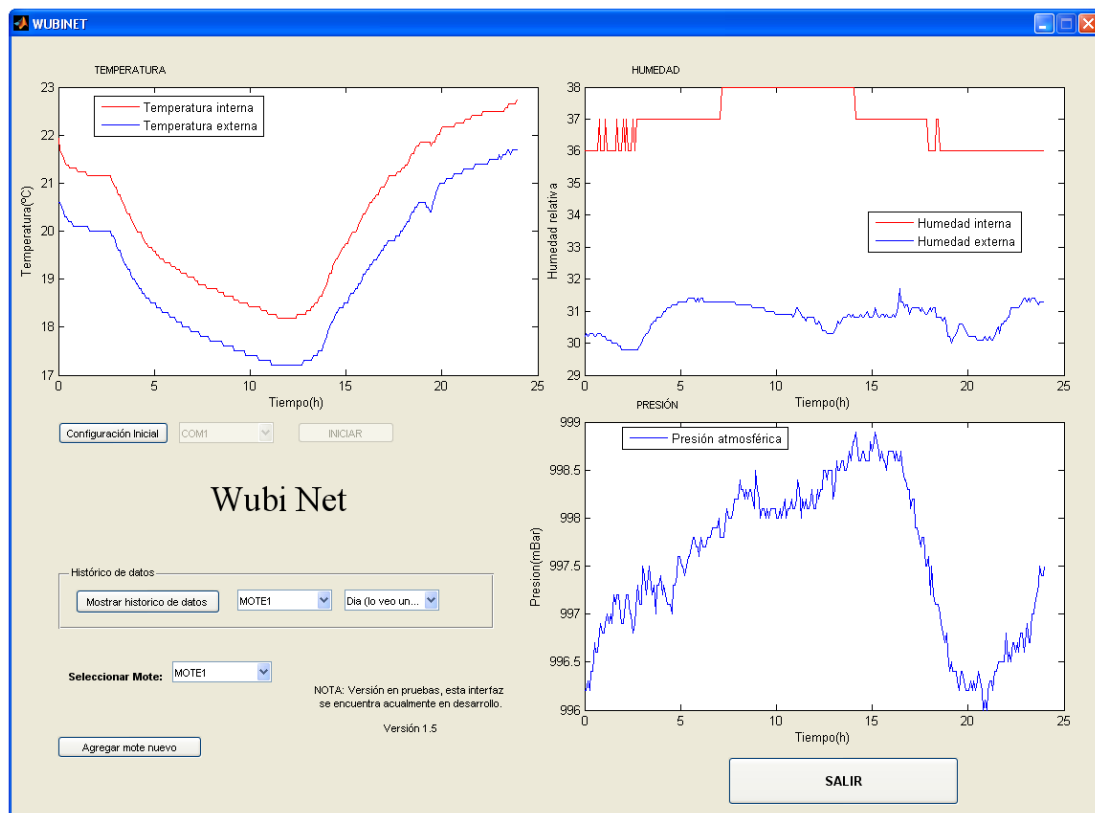 WUBINET
TEMPERATURA
23
22
21
20
19
18
17
Temperatura(ºC)
Temperatura interna
Temperatura externa
0
5
10
15
20
25
Tiempo(h)
HUMEDAD
38
37
36
35
34
33
32
31
30
29
Humedad relativa
Humedad interna
Humedad externa
0
5
10
15
20
25
Tiempo(h)
Configuración Inicial
COM1
INICIAR
PRESIÓN
999
998.5
998
997.5
997
996.5
996
Presion(mBar)
Presión atmosférica
0
5
10
15
20
25
Tiempo(h)
Wubi Net
Histórico de datos
Mostrar historico de datos
MOTE1
Dia (lo veo un...
Seleccionar Mote:
MOTE1
NOTA: Versión en pruebas, esta interfaz
se encuentra acualmente en desarrollo.
Versión 1.5
Agregar mote nuevo
SALIR